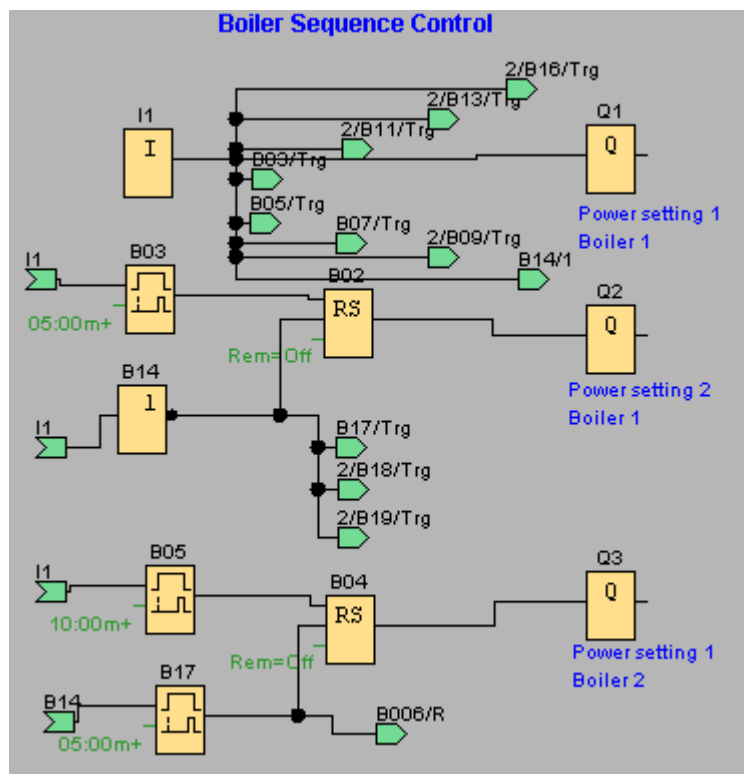 Boiler Sequence Control
2/B16/Trg
2/B13/Trg
I1
I
2/B11/Trg
Q1
Q
B03/Trg
B05/Trg
Power setting 1
Boiler 1
B07/Trg
2/B09/Trg
B14/1
I1
B03
05:00m+
B02
RS
Rem=Off
Q2
Q
Power setting 2
Boiler 1
B14
1
I1
B17/Trg
2/B18/Trg
2/B19/Trg
I1
B05
10:00m+
B04
RS
Rem=Off
Q3
Q
Power setting 1
Boiler 2
B17
B14
05:00m+
B006/R